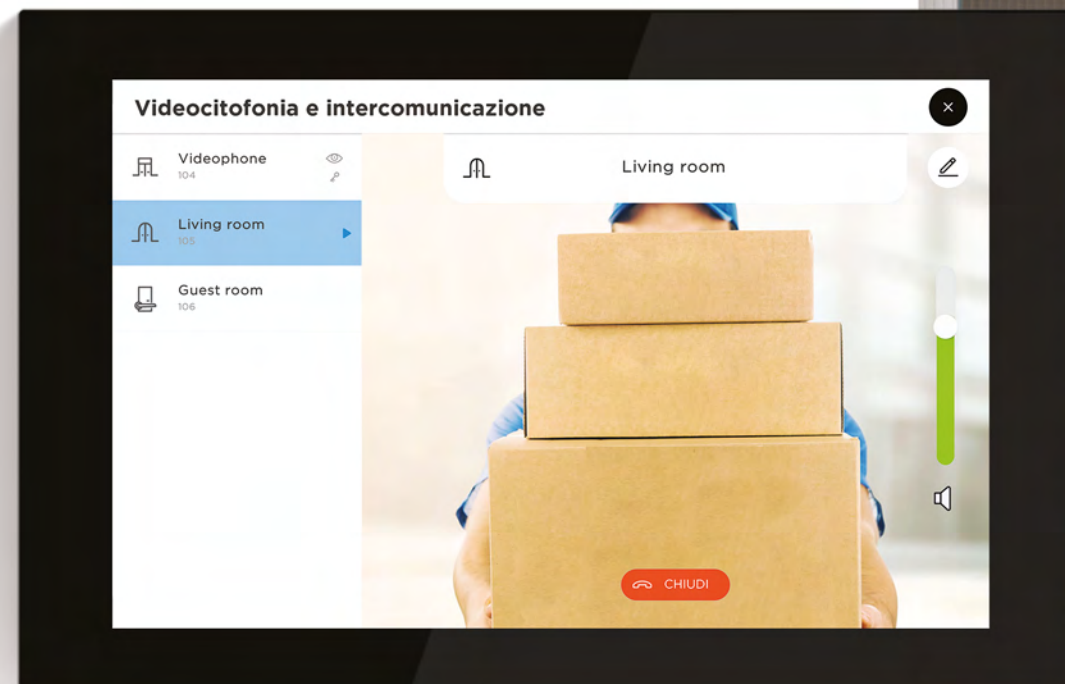 Videocitofonia e intercomunicazione
Videophone
104
Living room
105
Guest room
106
Living room
CHIUDI